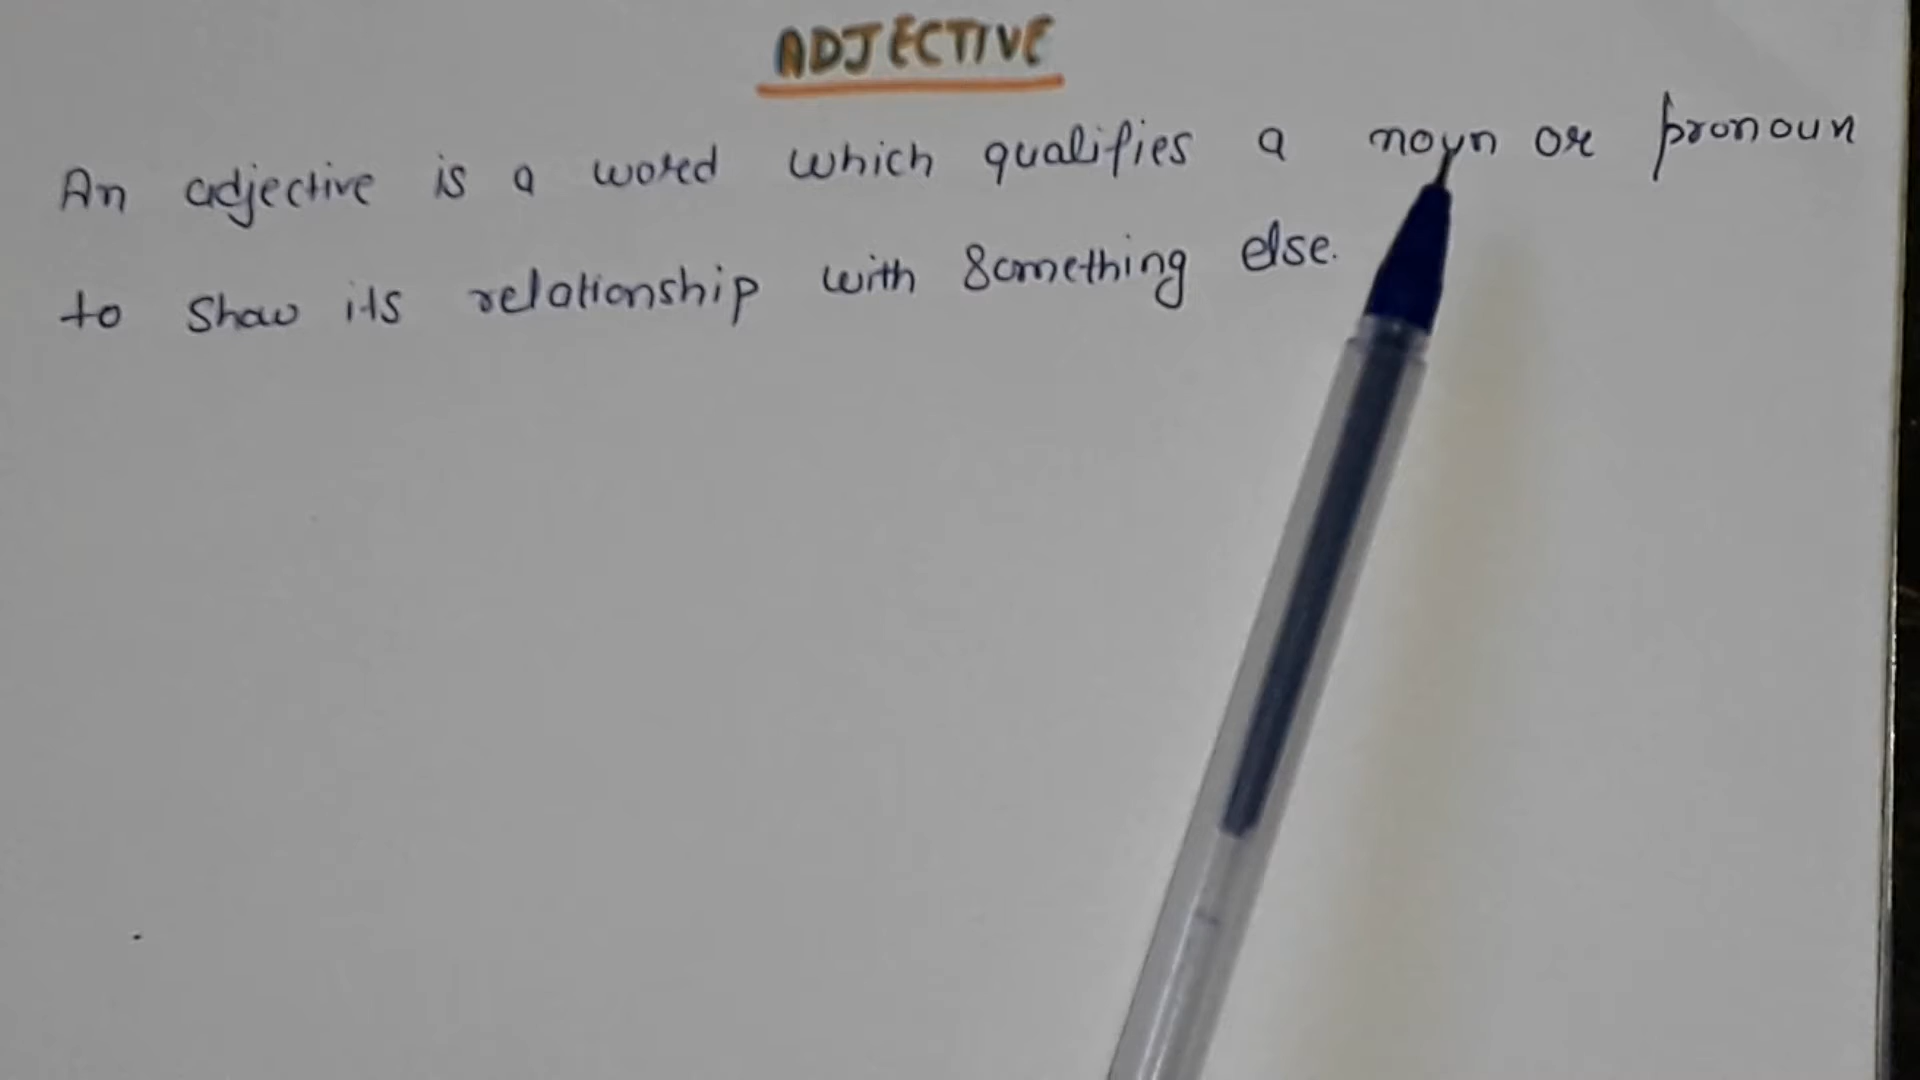 ADJECTIVE
An adjective is a word which qualifies a noun or pronoun
to show its relationship with something else.